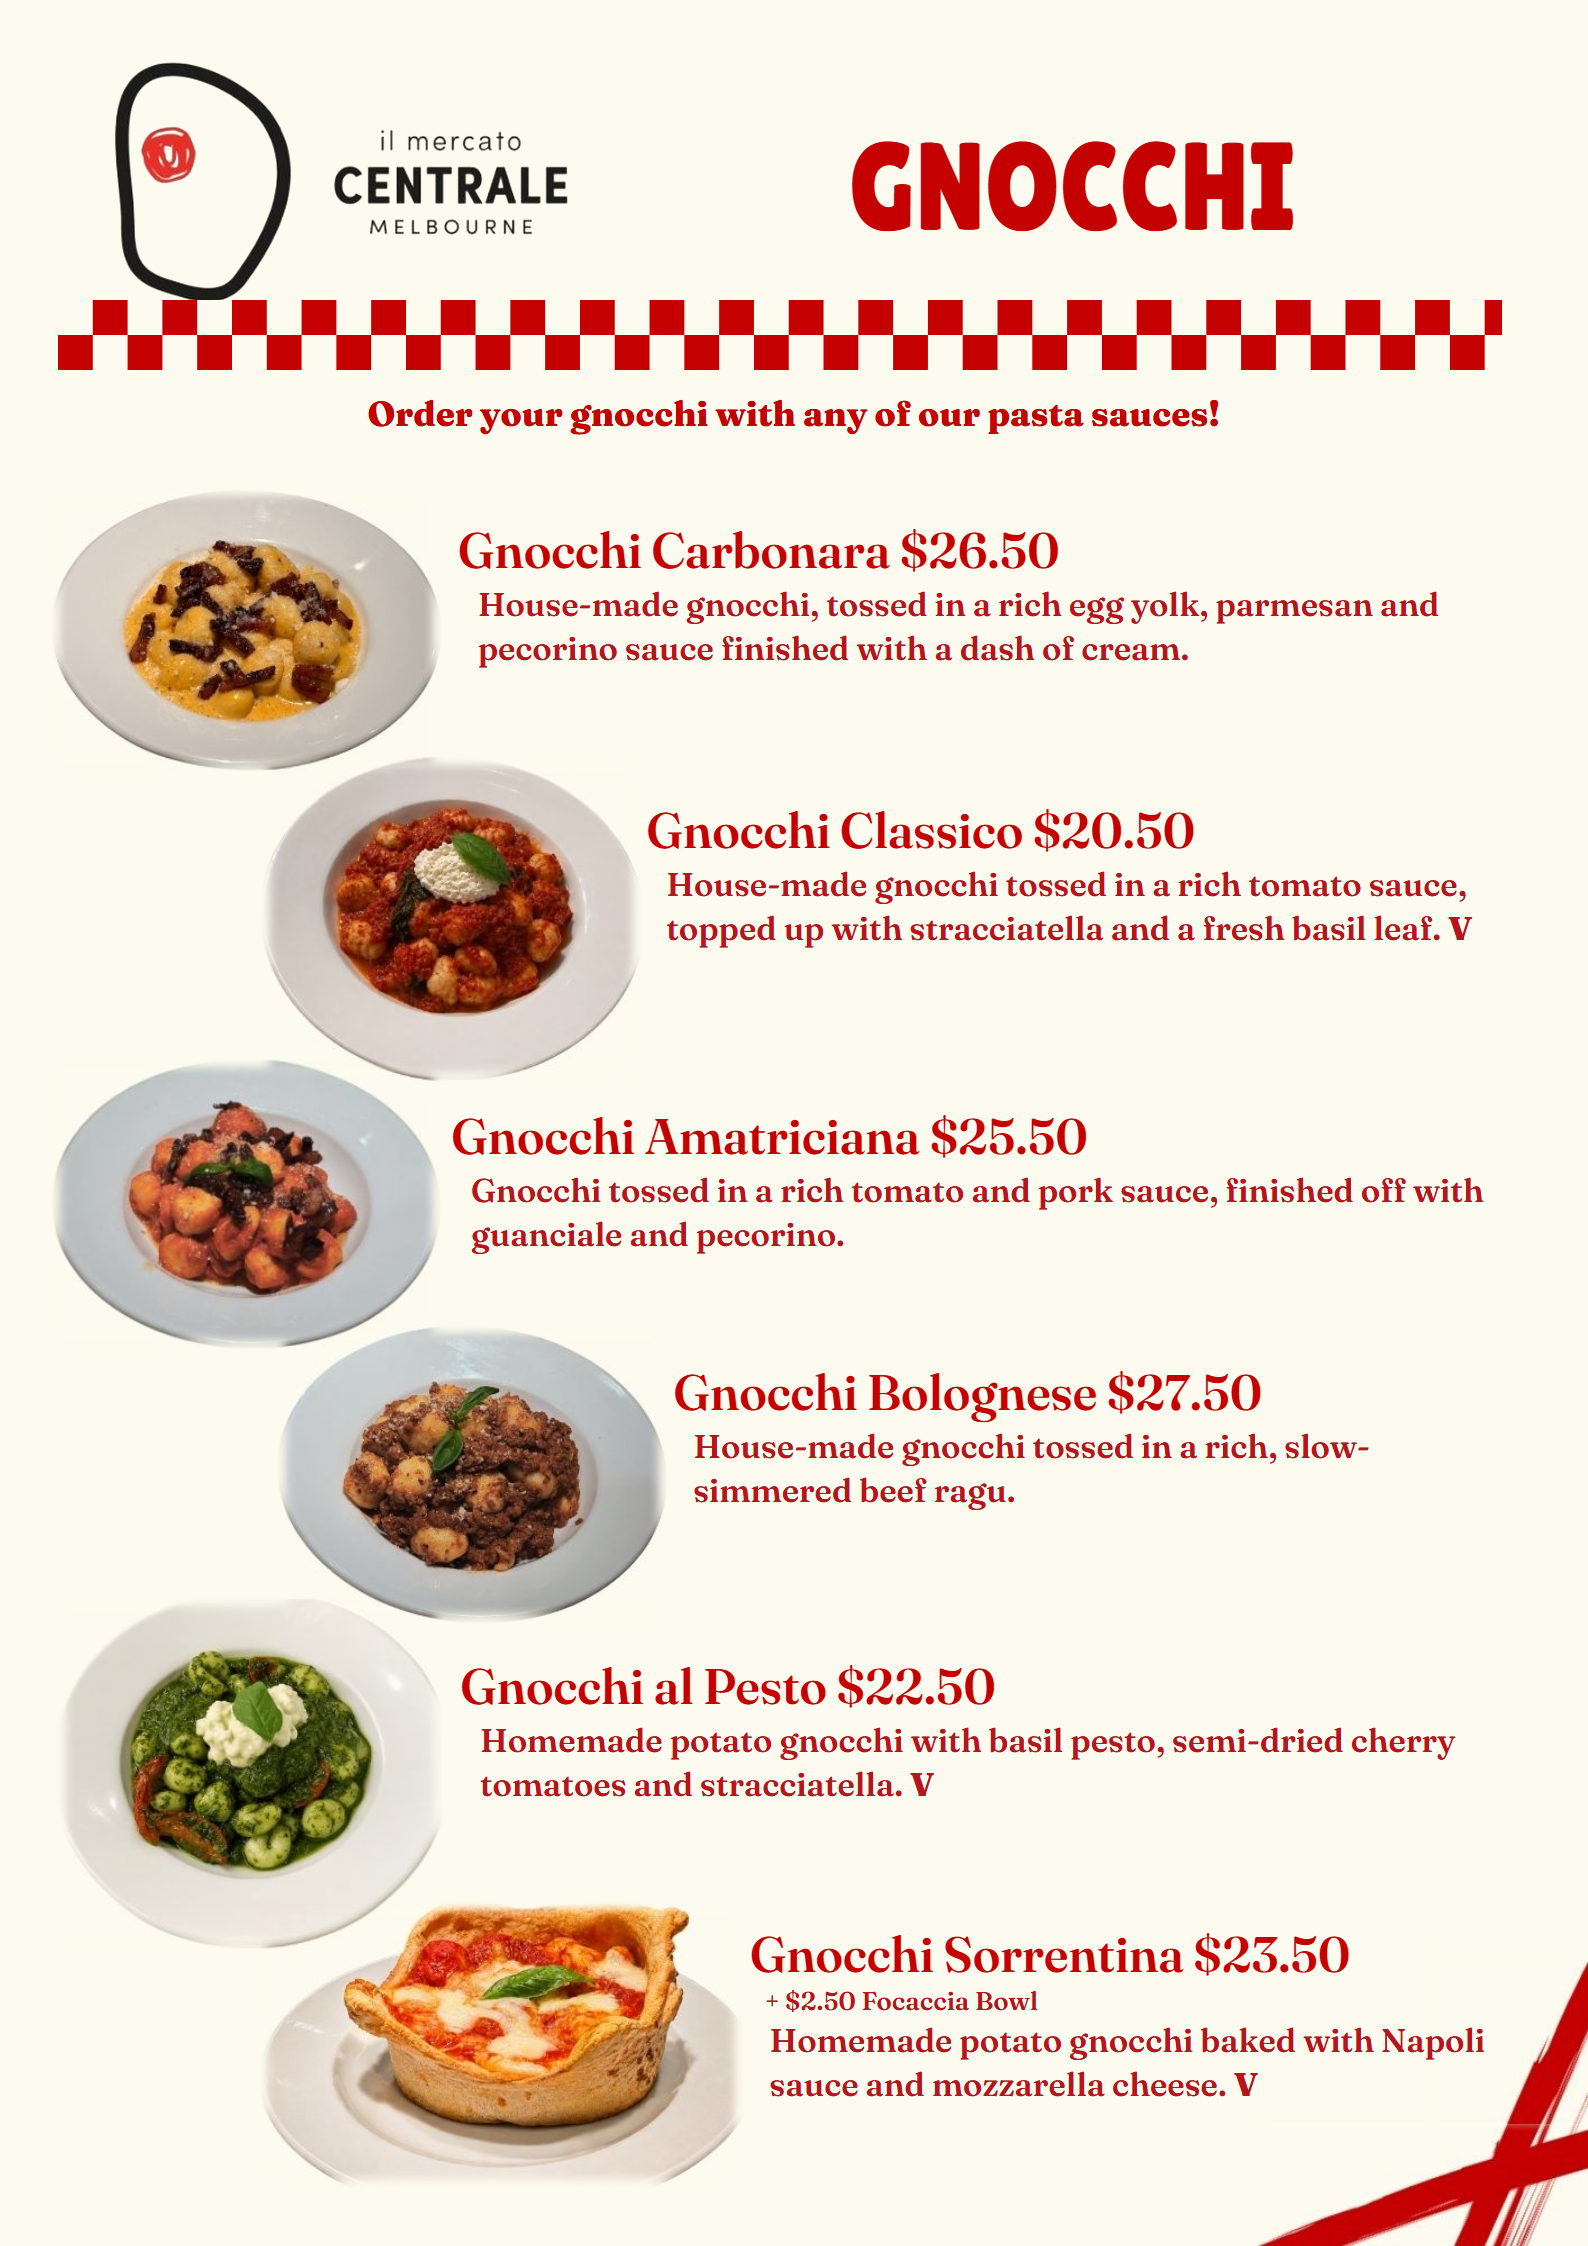 il mercato
CENTRALE
MELBOURNE
GNOCCHI
Order your gnocchi with any of our pasta sauces!
Gnocchi Carbonara $26.50
House-made gnocchi, tossed in a rich egg yolk, parmesan and
pecorino sauce finished with a dash of cream.
Gnocchi Classico $20.50
House-made gnocchi tossed in a rich tomato sauce,
topped up with stracciatella and a fresh basil leaf. V
Gnocchi Amatriciana $25.50
Gnocchi tossed in a rich tomato and pork sauce, finished off with
guanciale and pecorino.
Gnocchi Bolognese $27.50
House-made gnocchi tossed in a rich, slow-
simmered beef ragu.
Gnocchi al Pesto $22.50
Homemade potato gnocchi with basil pesto, semi-dried cherry
tomatoes and stracciatella. V
Gnocchi Sorrentina $23.50
+ $2.50 Focaccia Bowl
Homemade potato gnocchi baked with Napoli
sauce and mozzarella cheese. V